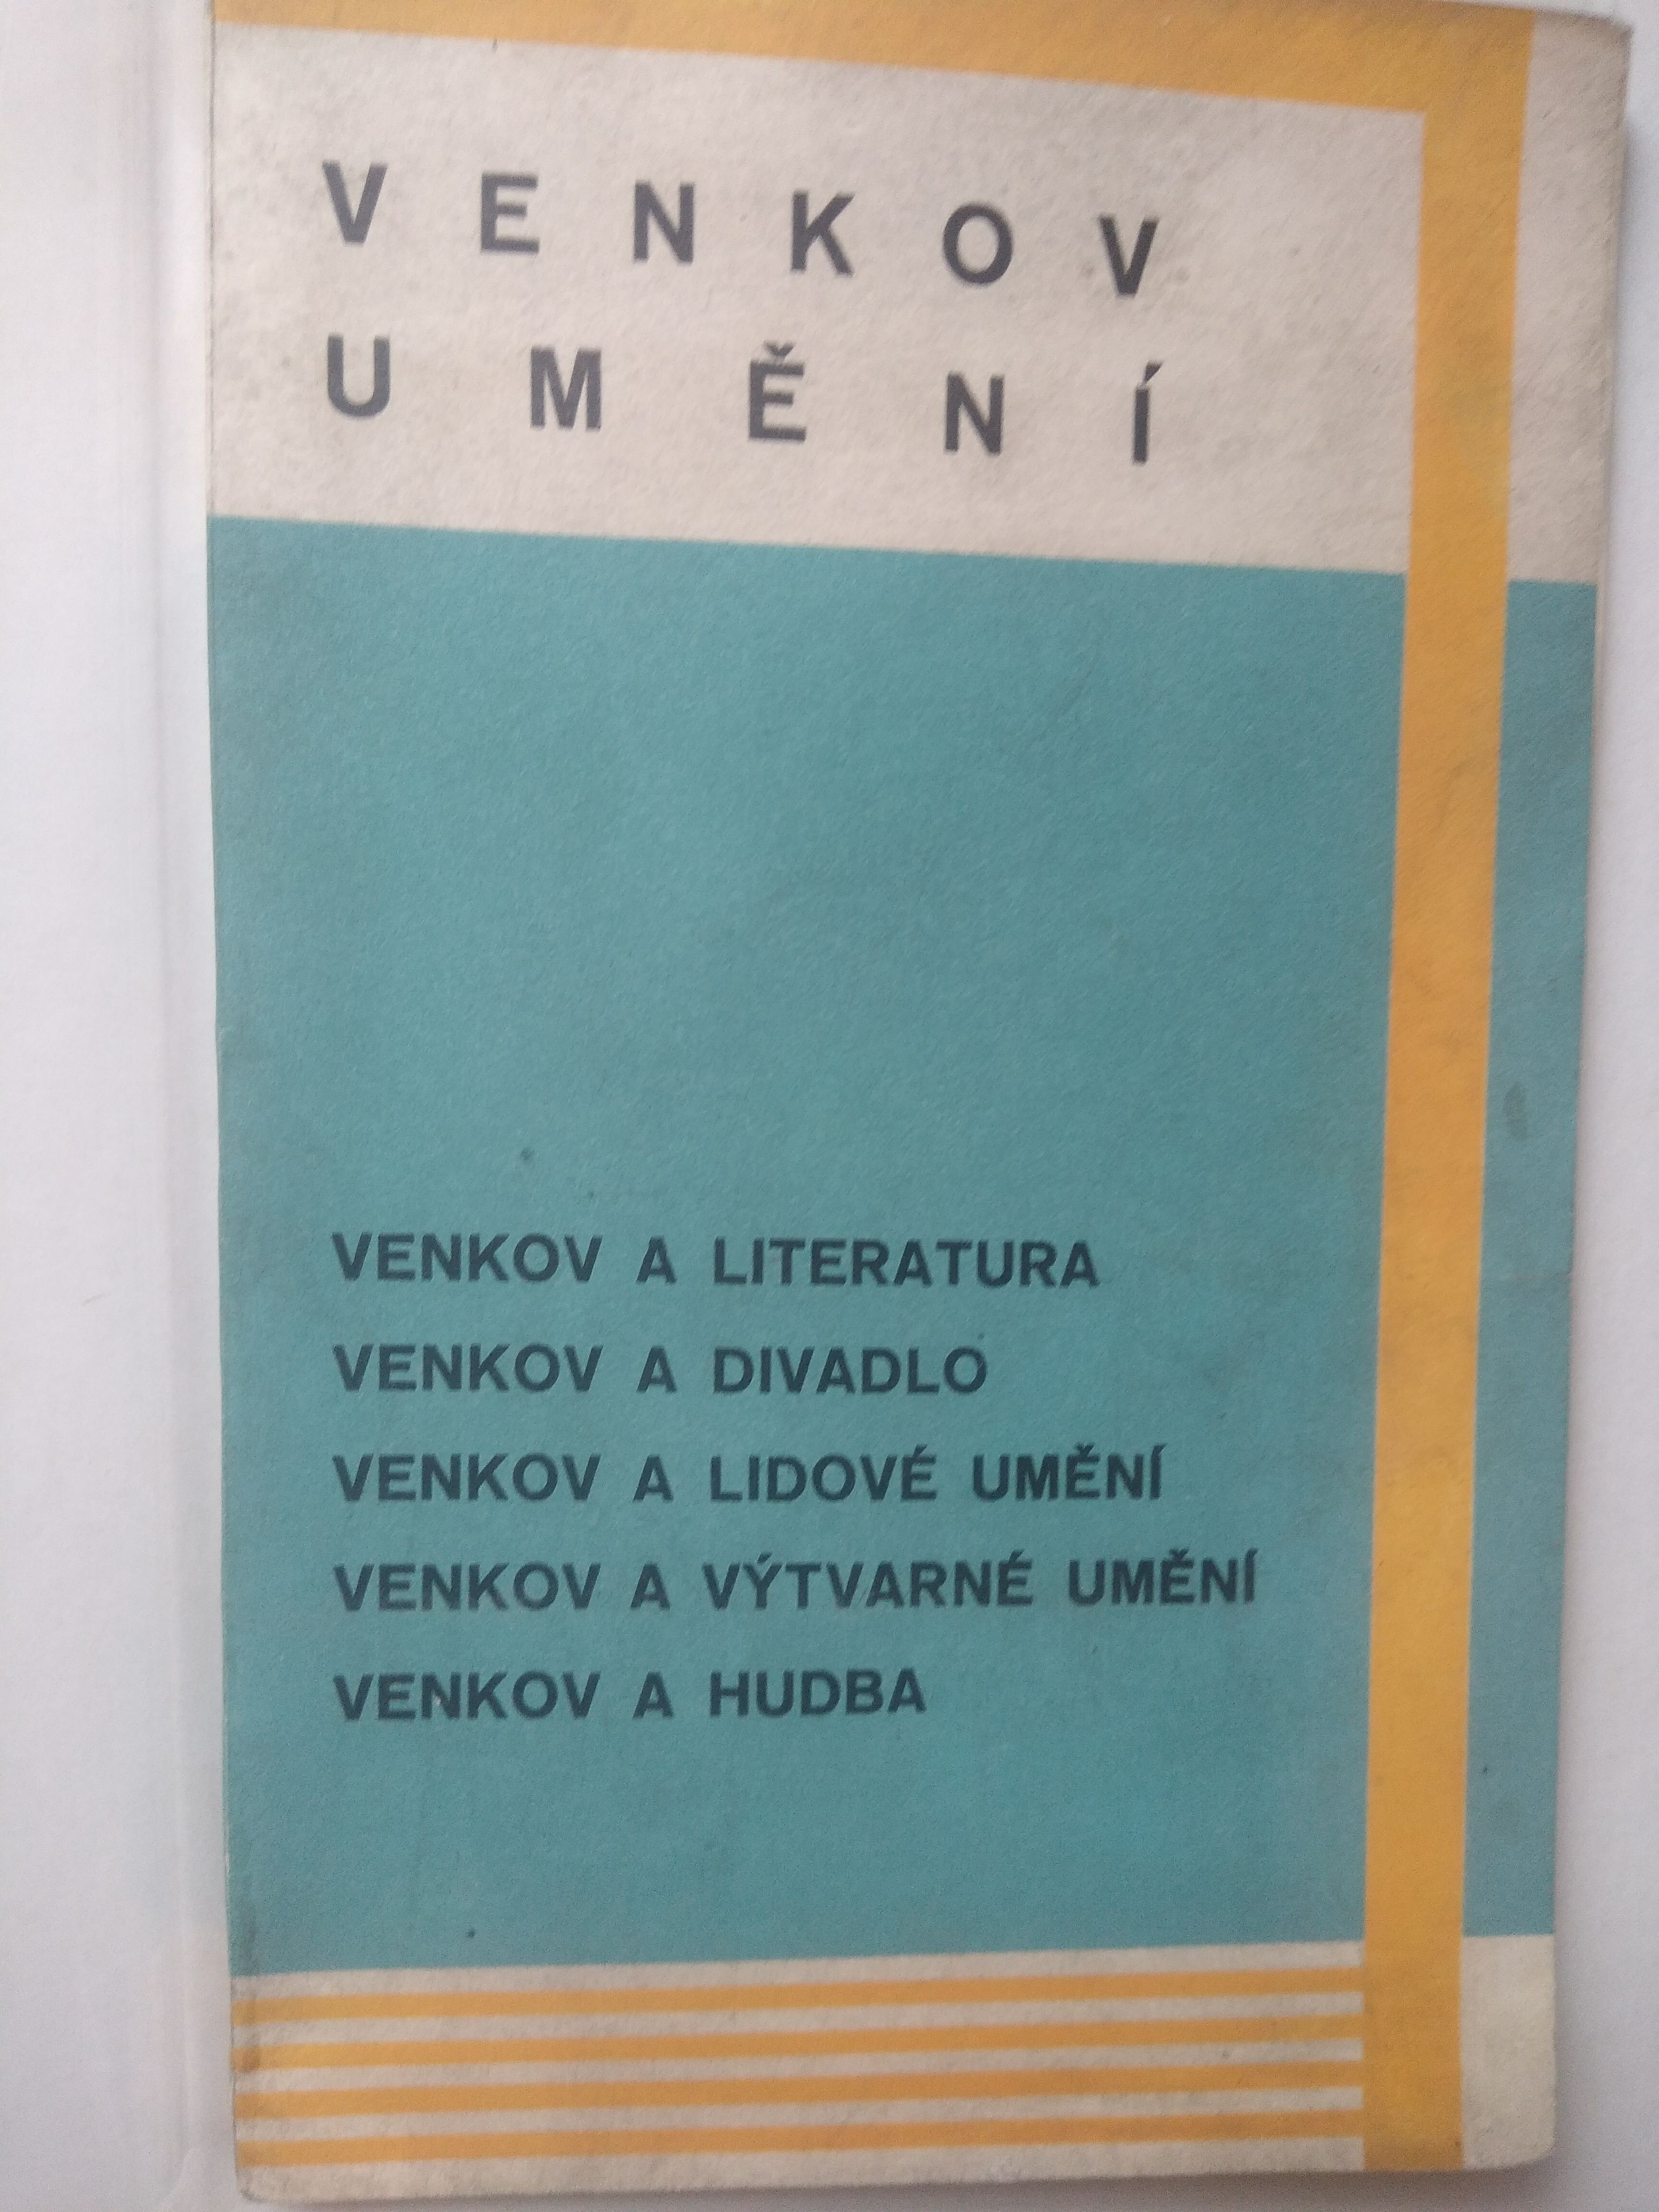 VENKOV
UMĚNÍ
VENKOV A LITERATURA
VENKOV A DIVADLO
VENKOV A LIDOVÉ UMĚNÍ
VENKOV A VÝTVARNÉ UMĚNÍ
VENKOV A HUDBA